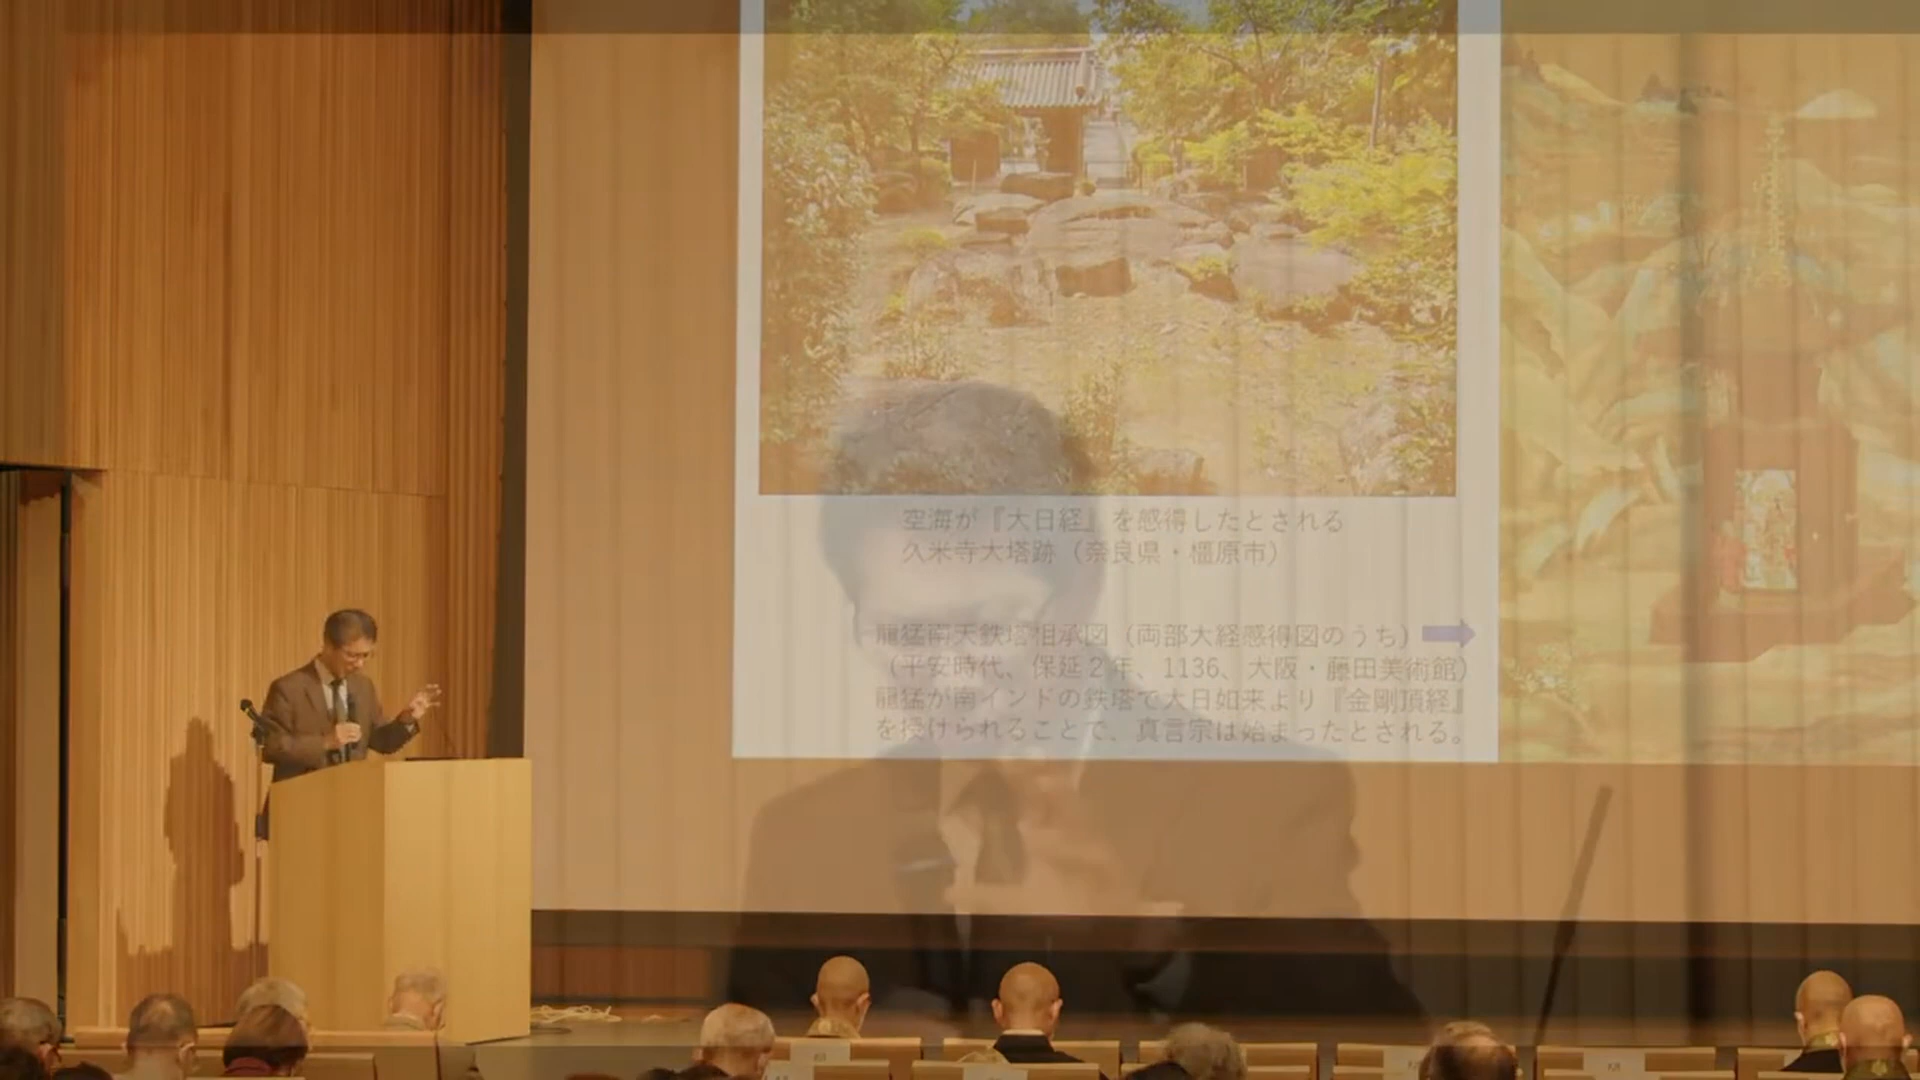 空海が『大日経』を感得したとされる
久米寺大塔跡（奈良県・橿原市）
龍猛南天鉄塔相承図（両部大経感得図のうち）
（平安時代、保延２年、1136、大阪・藤田美術館）
龍猛が南インドの鉄塔で大日如来より『金剛頂経』
を授けられることで、真言宗は始まったとされる。